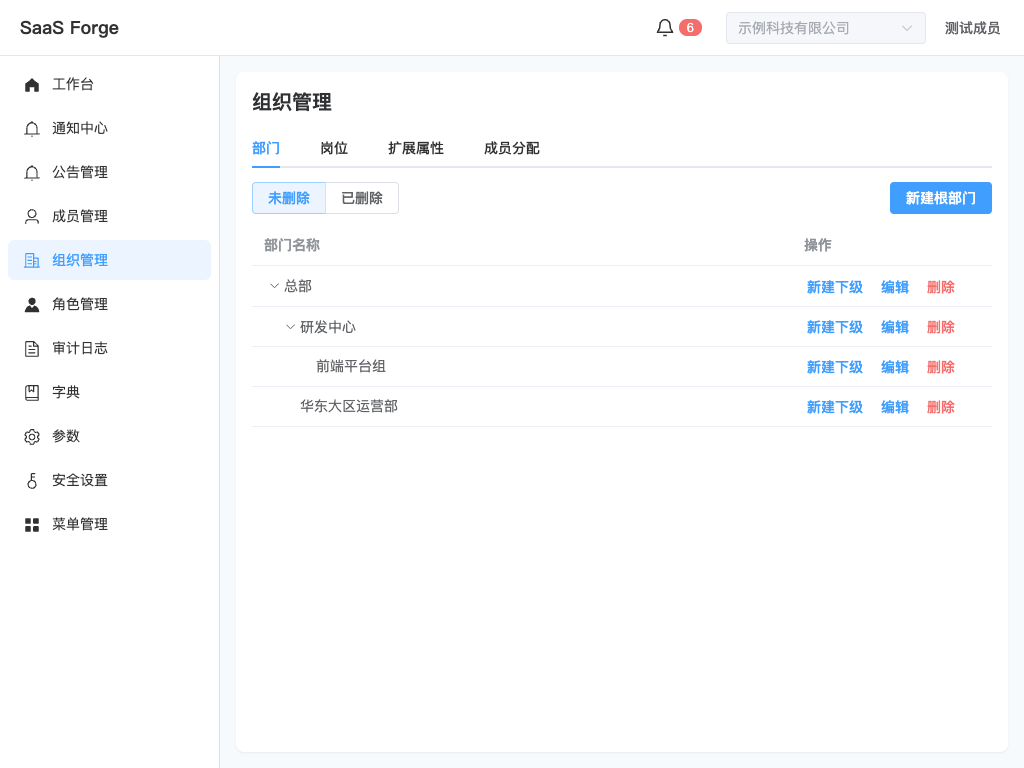 SaaS Forge
6
示例科技有限公司
测试成员
工作台
通知中心
公告管理
成员管理
组织管理
角色管理
审计日志
字典
参数
安全设置
菜单管理
组织管理
部门 岗位 扩展属性 成员分配
未删除 已删除 新建根部门
部门名称 操作
总部 新建下级 编辑 删除
研发中心 新建下级 编辑 删除
前端平台组 新建下级 编辑 删除
华东大区运营部 新建下级 编辑 删除